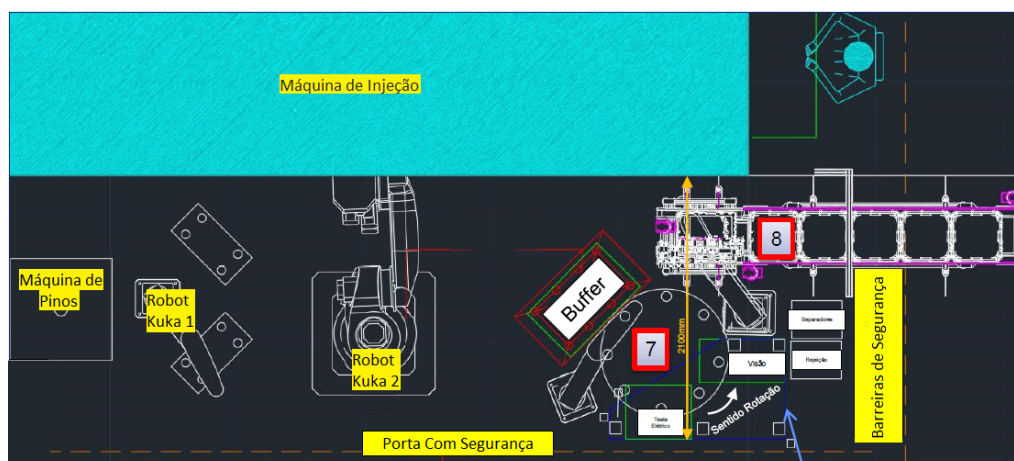 Máquina de Injeção
8
Máquina de
Pinos
Robot
Kuka 1
Buffer
Separadores
7
2100mm
Robot
Kuka 2
Visão
Rejeição
Barreiras de Segurança
Teste
Elétrico
Sentido Rotação
Porta Com Segurança